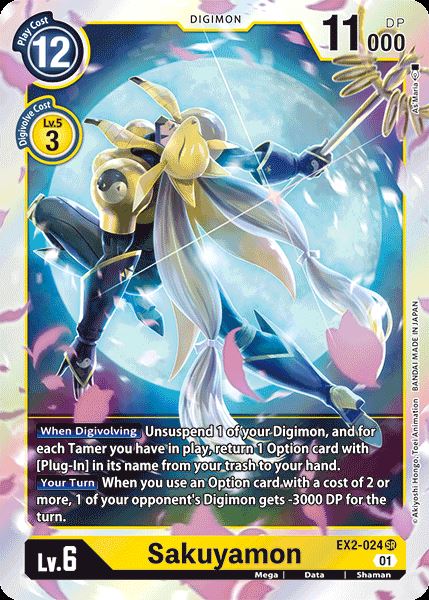 DIGIMON
Play Cost
12
DP
11000
Digivolve Cost
Lv.5
3
As'Maria
© Akiyoshi Hongo, Toei Animation · BANDAI MADE IN JAPAN
When Digivolving Unsuspend 1 of your Digimon, and for
each Tamer you have in play, return 1 Option card with
[Plug-In] in its name from your trash to your hand.
Your Turn When you use an Option card with a cost of 2 or
more, 1 of your opponent's Digimon gets -3000 DP for the
turn.
Lv.6
Sakuyamon
EX2-024 SR
01
Mega | Data | Shaman